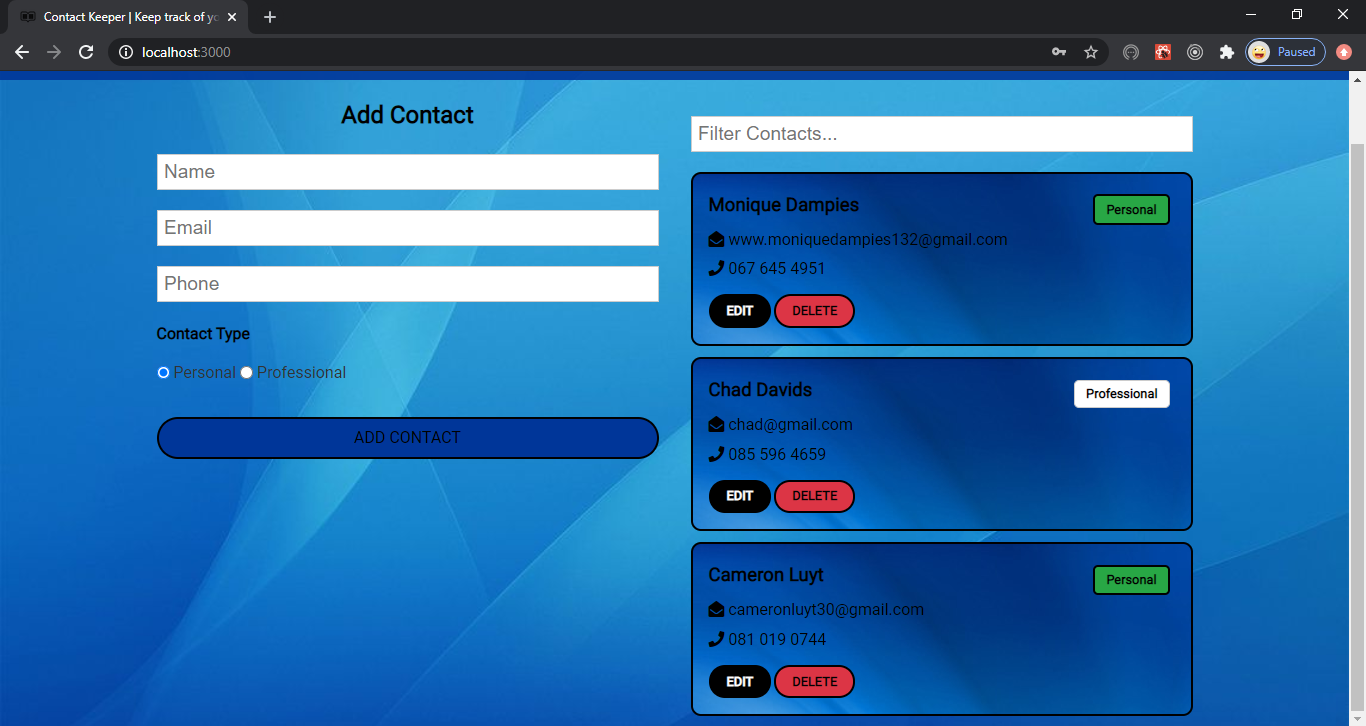 Contact Keeper | Keep track of yo
localhost:3000
Paused
Add Contact
Name
Email
Phone
Contact Type
Personal Professional
ADD CONTACT
Filter Contacts...
Monique Dampies
Personal
www.moniquedampies132@gmail.com
067 645 4951
EDIT DELETE
Chad Davids
Professional
chad@gmail.com
085 596 4659
EDIT DELETE
Cameron Luyt
Personal
cameronluyt30@gmail.com
081 019 0744
EDIT DELETE